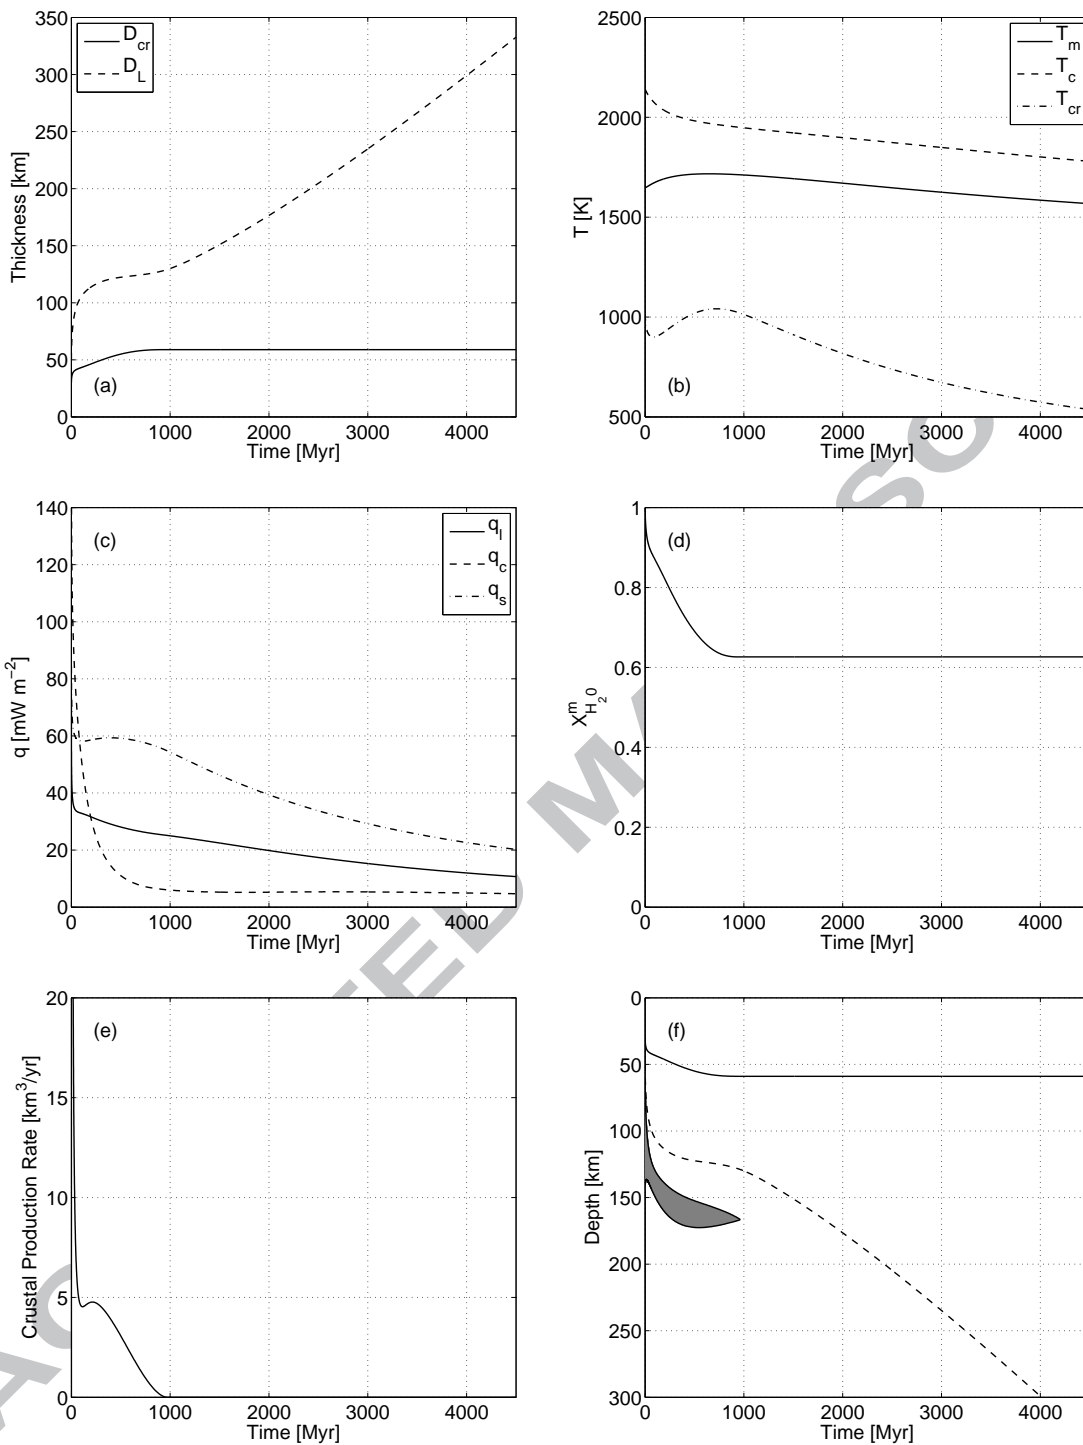 350
300
250
200
150
100
50
0
Thickness [km]
D_cr
D_L
(a)
0 1000 2000 3000 4000
Time [Myr]
2500
2000
1500
1000
500
T [K]
T_m
T_c
T_cr
(b)
0 1000 2000 3000 4000
Time [Myr]
140
120
100
80
60
40
20
0
q [mW m⁻²]
(c)
q_l
q_c
q_s
0 1000 2000 3000 4000
Time [Myr]
1
0.8
0.6
0.4
0.2
0
X^m_H₂0
(d)
0 1000 2000 3000 4000
Time [Myr]
20
15
10
5
0
Crustal Production Rate [km³/yr]
(e)
0 1000 2000 3000 4000
Time [Myr]
0
50
100
150
200
250
300
Depth [km]
(f)
0 1000 2000 3000 4000
Time [Myr]